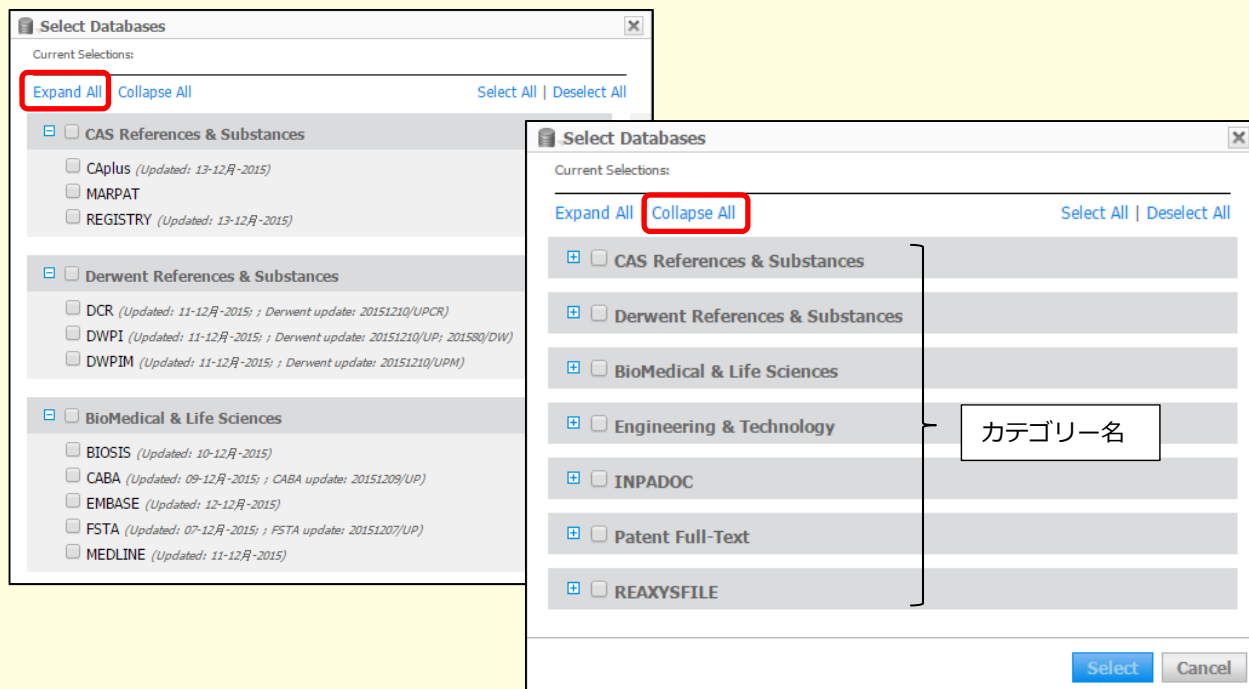 Select Databases
Current Selections:
Expand All Collapse All Select All | Deselect All
CAS References & Substances
CAplus (Updated: 13-12月-2015)
MARPAT
REGISTRY (Updated: 13-12月-2015)
Derwent References & Substances
DCR (Updated: 11-12月-2015; ; Derwent update: 20151210/UPCR)
DWPI (Updated: 11-12月-2015; ; Derwent update: 20151210/UP; 201580/DW)
DWPIM (Updated: 11-12月-2015; ; Derwent update: 20151210/UPM)
BioMedical & Life Sciences
BIOSIS (Updated: 10-12月-2015)
CABA (Updated: 09-12月-2015; ; CABA update: 20151209/UP)
EMBASE (Updated: 12-12月-2015)
FSTA (Updated: 07-12月-2015; ; FSTA update: 20151207/UP)
MEDLINE (Updated: 11-12月-2015)
Select Databases
Current Selections:
Expand All Collapse All Select All | Deselect All
CAS References & Substances
Derwent References & Substances
BioMedical & Life Sciences
Engineering & Technology
INPADOC
Patent Full-Text
REAXYSFILE
カテゴリー名
Select Cancel